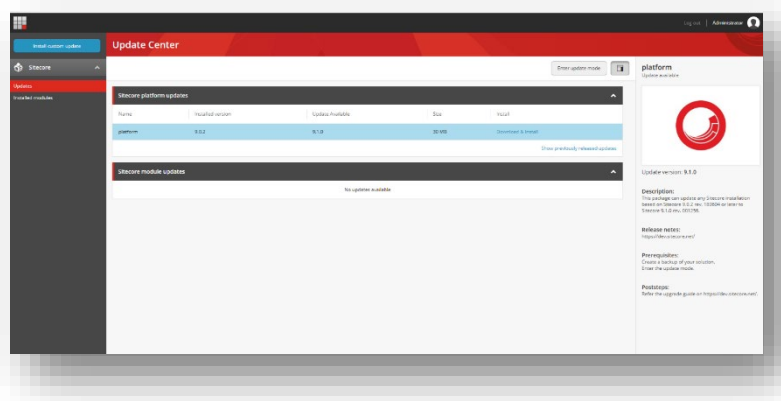 Log out | Administrator
Install custom update
Update Center
Sitecore
Enter update mode
Updates
Installed modules
Sitecore platform updates
Name Installed version Update Available Size Install
platform 9.0.2 9.1.0 30 MB Download & install
Show previously released updates
Sitecore module updates
No updates available
platform
Update available
Update version: 9.1.0
Description:
This package can update any Sitecore installation
based on Sitecore 9.0.2 rev. or later to
Sitecore 9.1.0 rev.
Release notes:
https://dev.sitecore.net/
Prerequisites:
Create a backup of your solution.
Enter the update mode.
Poststeps:
Refer the upgrade guide on https://dev.sitecore.net/.